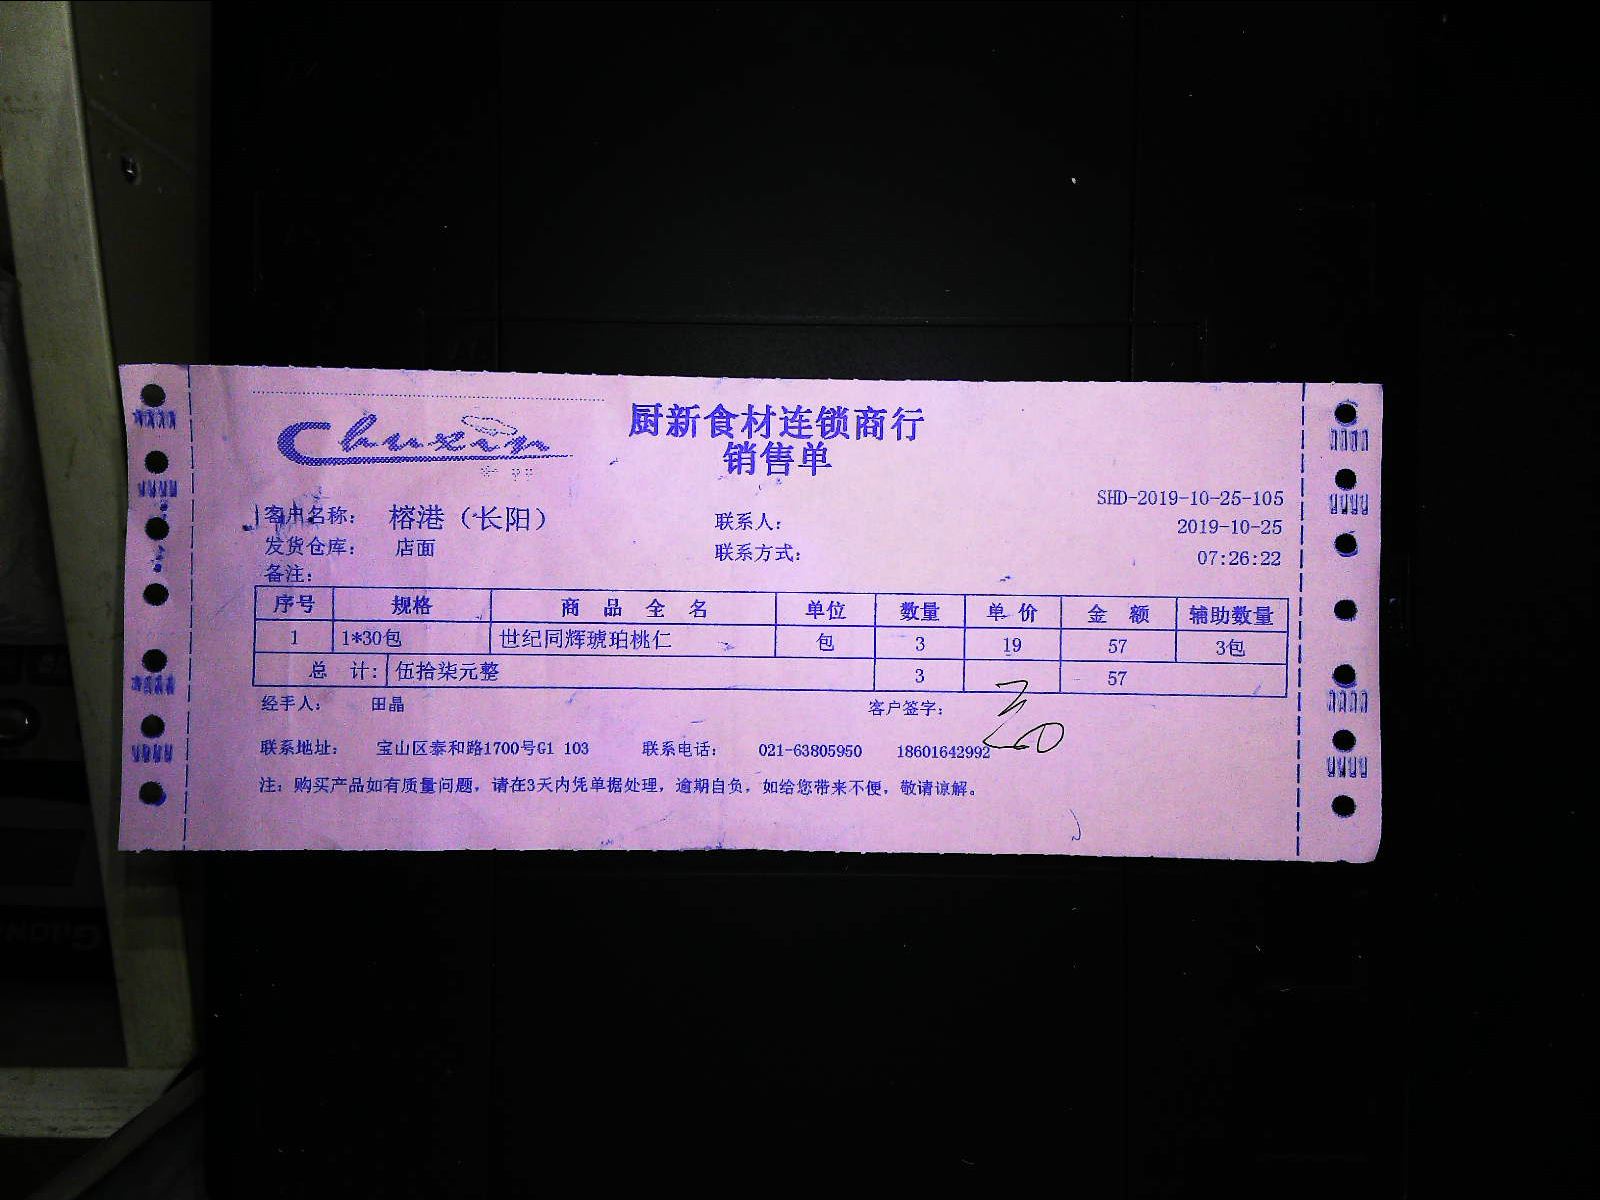 Chuxin
厨新食材连锁商行
销售单
SHD-2019-10-25-105
客户名称： 榕港（长阳） 联系人： 2019-10-25
发货仓库： 店面 联系方式： 07:26:22
备注：
序号 规格 商品全名 单位 数量 单价 金额 辅助数量
1 1*30包 世纪同辉琥珀桃仁 包 3 19 57 3包
总计： 伍拾柒元整 3 57
经手人： 田晶 客户签字：
联系地址： 宝山区泰和路1700号G1 103 联系电话： 021-63805950 18601642992
注：购买产品如有质量问题，请在3天内凭单据处理，逾期自负，如给您带来不便，敬请谅解。